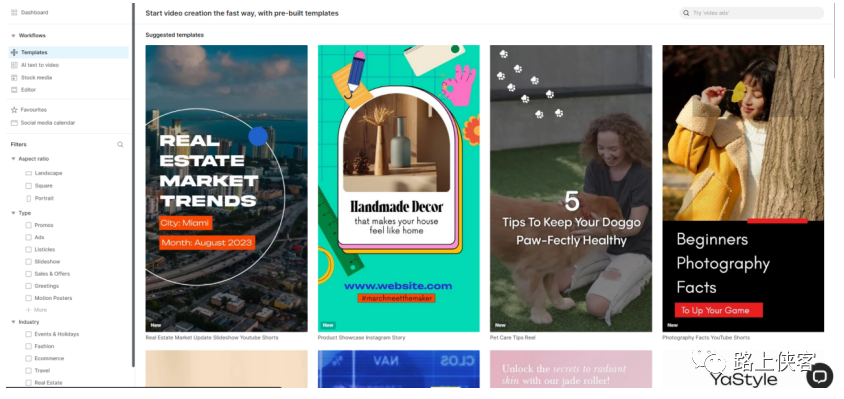 Dashboard
Workflows
Templates
AI text to video
Stock media
Editor
Favourites
Social media calendar
Filters
Aspect ratio
Landscape
Square
Portrait
Type
Promos
Ads
Listicles
Slideshow
Sales & Offers
Greetings
Motion Posters
+ More
Industry
Events & Holidays
Fashion
Ecommerce
Travel
Real Estate
Start video creation the fast way, with pre-built templates
Try 'video ads'
Suggested templates
REAL
ESTATE
MARKET
TRENDS
City: Miami
Month: August 2023
New
Real Estate Market Update Slideshow Youtube Shorts
Handmade Decor
that makes your house
feel like home
www.website.com
#marchmeetthemaker
New
Product Showcase Instagram Story
5
Tips To Keep Your Doggo
Paw-Fectly Healthy
New
Pet Care Tips Reel
Beginners
Photography
Facts
To Up Your Game
New
Photography Facts YouTube Shorts
NAV
CLOS
Unlock the secrets to radiant
skin with our jade roller!
YaStyle
路上侠客